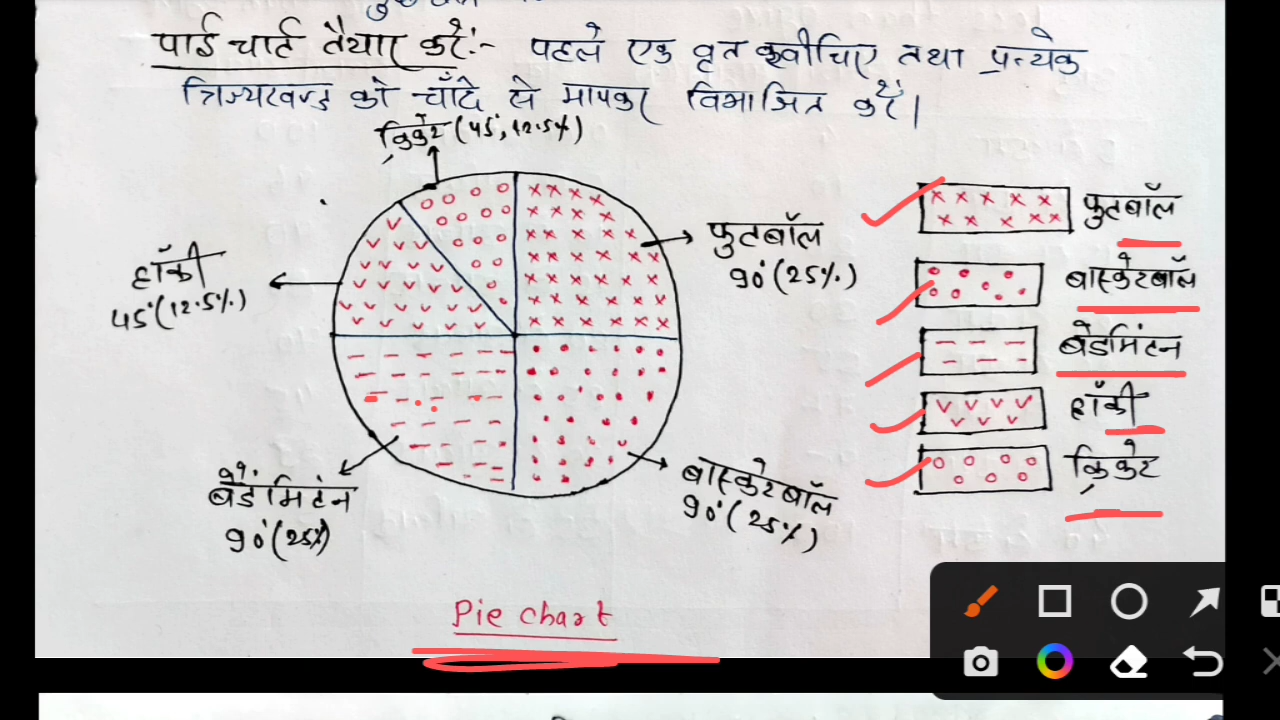 पाई चार्ट तैयार करें:- पहले एक वृत खींचिए तथा प्रत्येक
त्रिज्यखण्ड को चाँदे से मापकर विभाजित करें।
क्रिकेट (45°, 12.5%)
फुटबॉल
90° (25%)
हॉकी
45° (12.5%)
बैडमिंटन
90° (25%)
बास्केटबॉल
90° (25%)
फुटबॉल
बास्केटबॉल
बैडमिंटन
हॉकी
क्रिकेट
Pie chart